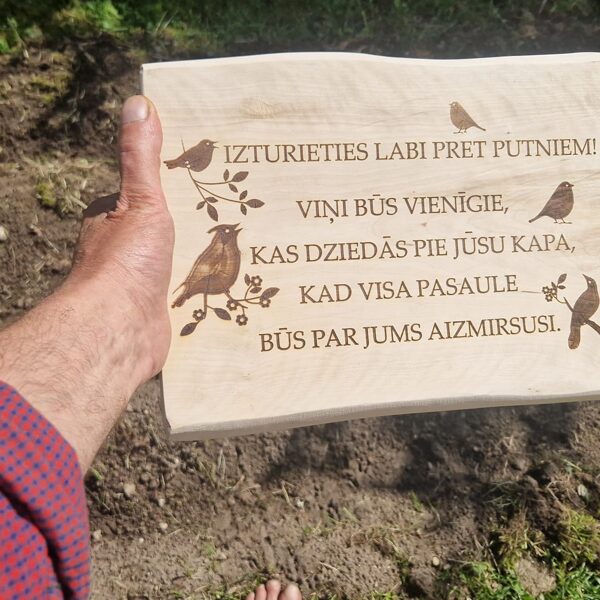 IZTURIETIES LABI PRET PUTNIEM!
VIŅI BŪS VIENĪGIE,
KAS DZIEDĀS PIE JŪSU KAPA,
KAD VISA PASAULE
BŪS PAR JUMS AIZMIRSUSI.